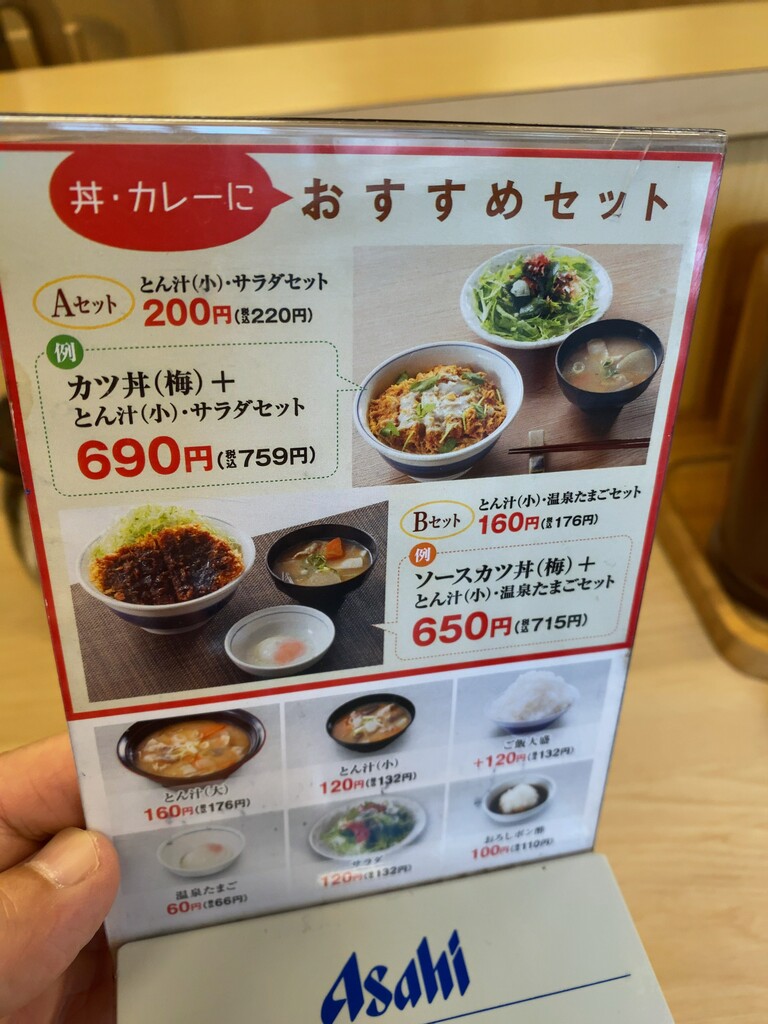 丼・カレーに
おすすめセット
Aセット
とん汁(小)・サラダセット
200円(税込220円)
例
カツ丼(梅)+
とん汁(小)・サラダセット
690円(税込759円)
Bセット
とん汁(小)・温泉たまごセット
160円(税込176円)
例
ソースカツ丼(梅)+
とん汁(小)・温泉たまごセット
650円(税込715円)
とん汁(大)
160円(税込176円)
とん汁(小)
120円(税込132円)
ご飯大盛
+120円(税込132円)
温泉たまご
60円(税込66円)
サラダ
120円(税込132円)
おろしポン酢
100円(税込110円)
Asahi